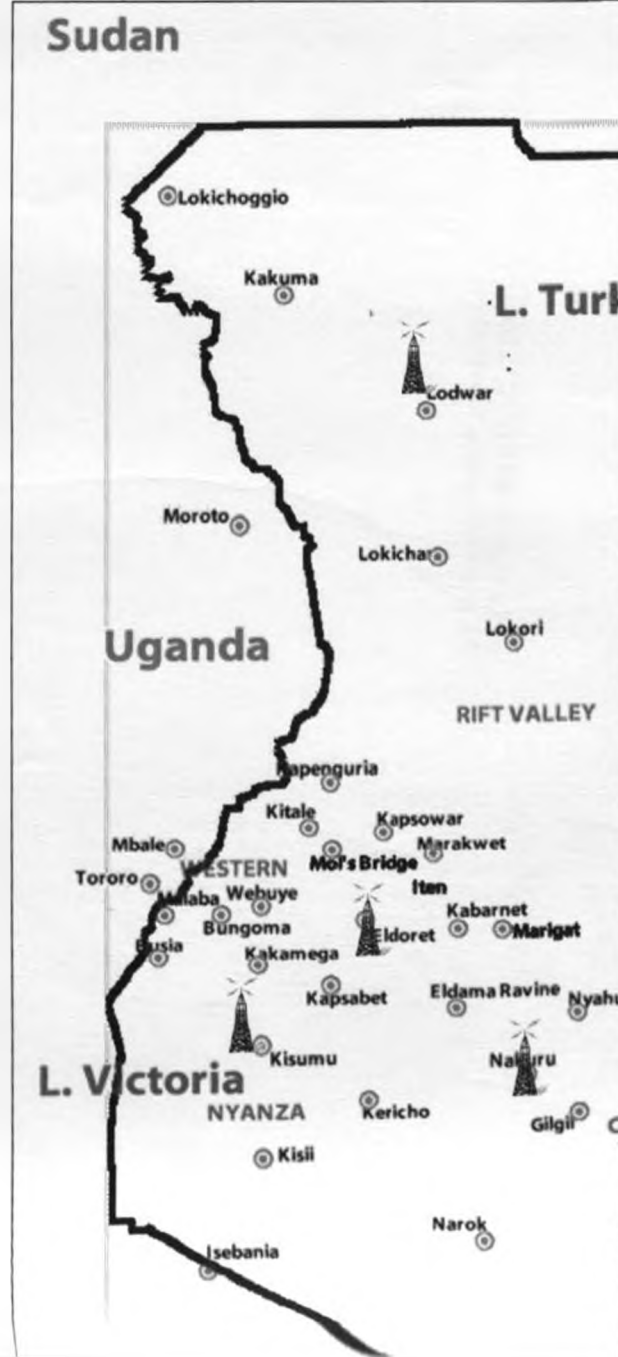 Sudan
Lokichoggio
Kakuma
L. Turk
Lodwar
Moroto
Lokichar
Lokori
Uganda
RIFT VALLEY
Kapenguria
Kitale
Kapsowar
Mbale
Moi's Bridge
Marakwet
WESTERN
Tororo
Iten
Malaba
Webuye
Bungoma
Kabarnet
Marigat
Eldoret
Busia
Kakamega
Kapsabet
Eldama Ravine
Nyahu
Kisumu
Nakuru
L. Victoria
NYANZA
Kericho
Gilgil
Kisii
Narok
Isebania